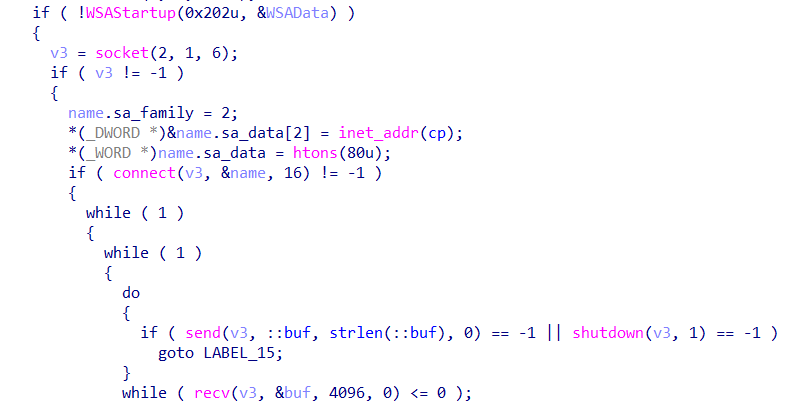 if ( !WSAStartup(0x202u, &WSAData) )
{
v3 = socket(2, 1, 6);
if ( v3 != -1 )
{
name.sa_family = 2;
*(_DWORD *)&name.sa_data[2] = inet_addr(cp);
*(_WORD *)name.sa_data = htons(80u);
if ( connect(v3, &name, 16) != -1 )
{
while ( 1 )
{
while ( 1 )
{
do
{
if ( send(v3, ::buf, strlen(::buf), 0) == -1 || shutdown(v3, 1) == -1 )
goto LABEL_15;
}
while ( recv(v3, &buf, 4096, 0) <= 0 );